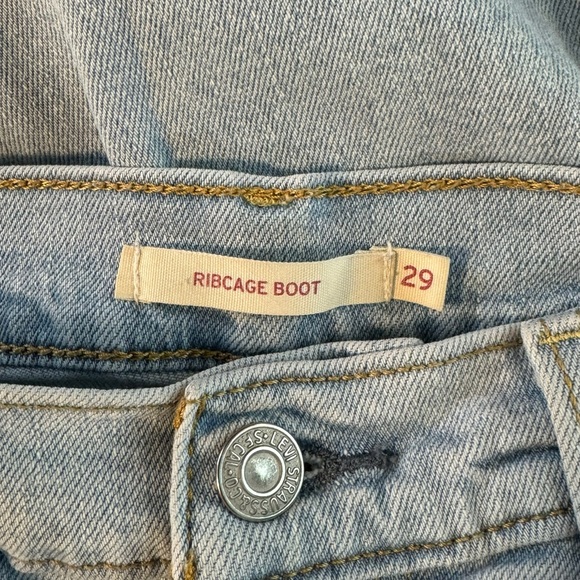 RIBCAGE BOOT
29
LEVI STRAUSS & CO. S.F. CAL.